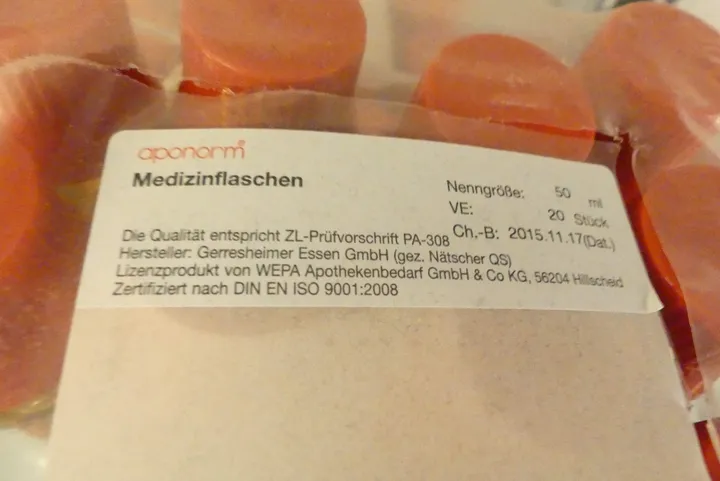 aponorm
Medizinflaschen
Nenngröße: 50 ml
VE: 20 Stück
Ch,-B: 2015.11.17(Dat.)
Die Qualität entspricht ZL-Prüfvorschrift PA-308
Hersteller: Gerresheimer Essen GmbH (gez. Nätscher QS)
Lizenzprodukt von WEPA Apothekenbedarf GmbH & Co KG, 56204 Hillscheid
Zertifiziert nach DIN EN ISO 9001:2008